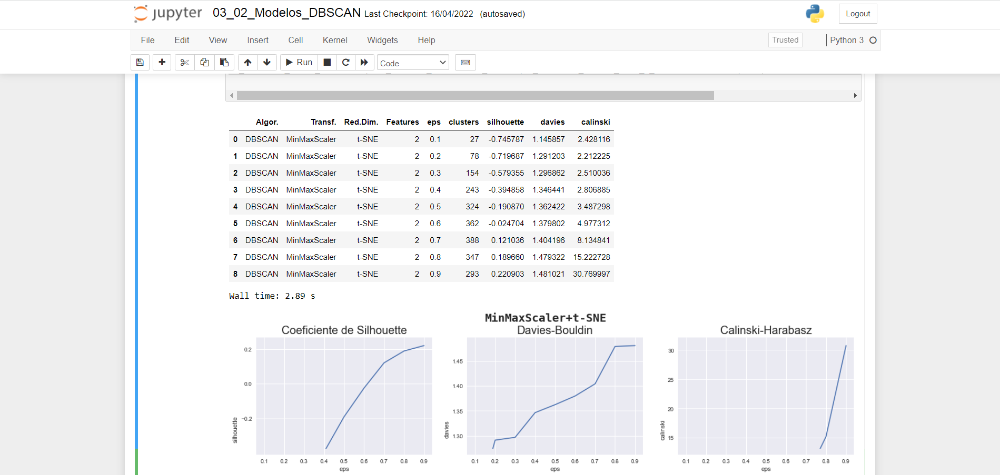 jupyter 03_02_Modelos_DBSCAN Last Checkpoint: 16/04/2022 (autosaved) Logout
File Edit View Insert Cell Kernel Widgets Help Trusted Python 3
Run Code
Algor. Transf. Red.Dim. Features eps clusters silhouette davies calinski
0 DBSCAN MinMaxScaler t-SNE 2 0.1 27 -0.745787 1.145857 2.428116
1 DBSCAN MinMaxScaler t-SNE 2 0.2 78 -0.719687 1.291203 2.212225
2 DBSCAN MinMaxScaler t-SNE 2 0.3 154 -0.579355 1.296862 2.510036
3 DBSCAN MinMaxScaler t-SNE 2 0.4 243 -0.394858 1.346441 2.806885
4 DBSCAN MinMaxScaler t-SNE 2 0.5 324 -0.190870 1.362422 3.487298
5 DBSCAN MinMaxScaler t-SNE 2 0.6 362 -0.024704 1.379802 4.977312
6 DBSCAN MinMaxScaler t-SNE 2 0.7 388 0.121036 1.404196 8.134841
7 DBSCAN MinMaxScaler t-SNE 2 0.8 347 0.189660 1.479322 15.222728
8 DBSCAN MinMaxScaler t-SNE 2 0.9 293 0.220903 1.481021 30.769997
Wall time: 2.89 s
MinMaxScaler+t-SNE
Coeficiente de Silhouette
0.2
0.0
-0.2
silhouette
0.1 0.2 0.3 0.4 0.5 0.6 0.7 0.8 0.9
eps
Davies-Bouldin
1.45
1.40
1.35
1.30
davies
0.1 0.2 0.3 0.4 0.5 0.6 0.7 0.8 0.9
eps
Calinski-Harabasz
30
25
20
15
calinski
0.1 0.2 0.3 0.4 0.5 0.6 0.7 0.8 0.9
eps